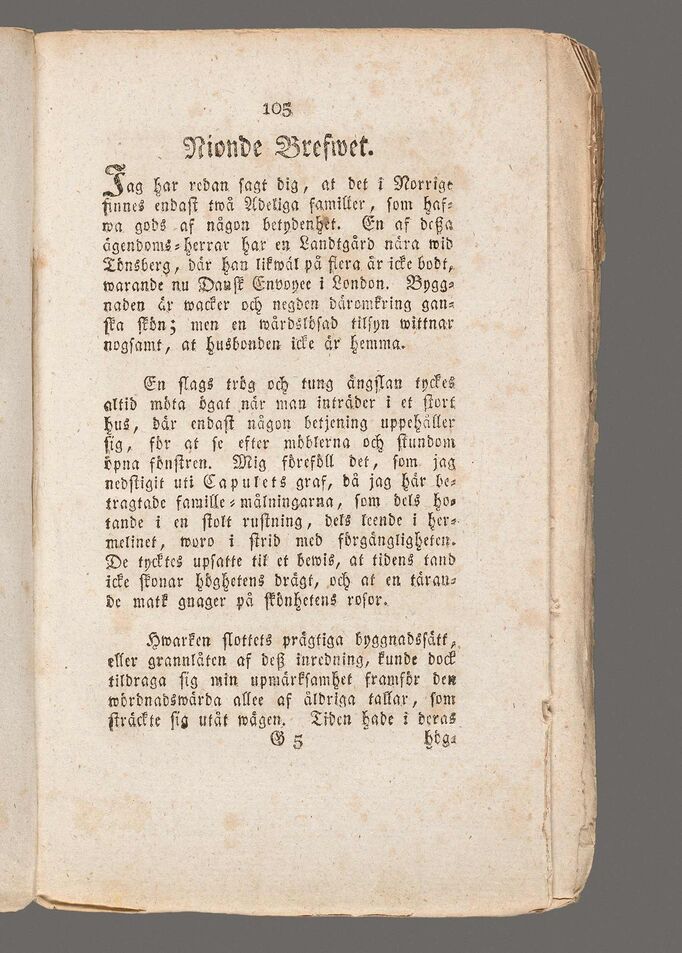 105
Nionde Brefwet.
Jag har redan sagt dig, at det i Norrige
finnes endast twå Adeliga familler, som haf-
wa gods af någon betydenhet. En af deßa
ägendoms-herrar har en Landtgård nära wid
Tönsberg, där han likwäl på flera år icke bodt,
warande nu Dansk Envoyee i London. Bygg-
naden är wacker och negden däromkring gan-
ska skön; men en wårdslösad tilsyn wittnar
nogsamt, at husbonden icke är hemma.
En slags trög och tung ängslan tyckes
altid möta ögat när man inträder i et stort
hus, där endast någon betjening uppehåller
sig, för at se efter möblerna och stundom
öpna fönstren. Mig föreföll det, som jag
nedstigit uti Capulets graf, då jag här be-
tragtade famille-målningarna, som dels ho-
tande i en stolt rustning, dels leende i her-
melinet, woro i strid med förgängligheten.
De tycktes upsatte til et bewis, at tidens tand
icke skonar höghetens drägt, och at en täran-
de matk gnager på skönhetens rosor.
Hwarken slottets prägtiga byggnadssätt,
eller grannlåten af deß inredning, kunde dock
tildraga sig min upmärksamhet framför den
wördnadswärda allee af åldriga tallar, som
sträckte sig utåt wägen. Tiden hade i deras
G 5 hög-